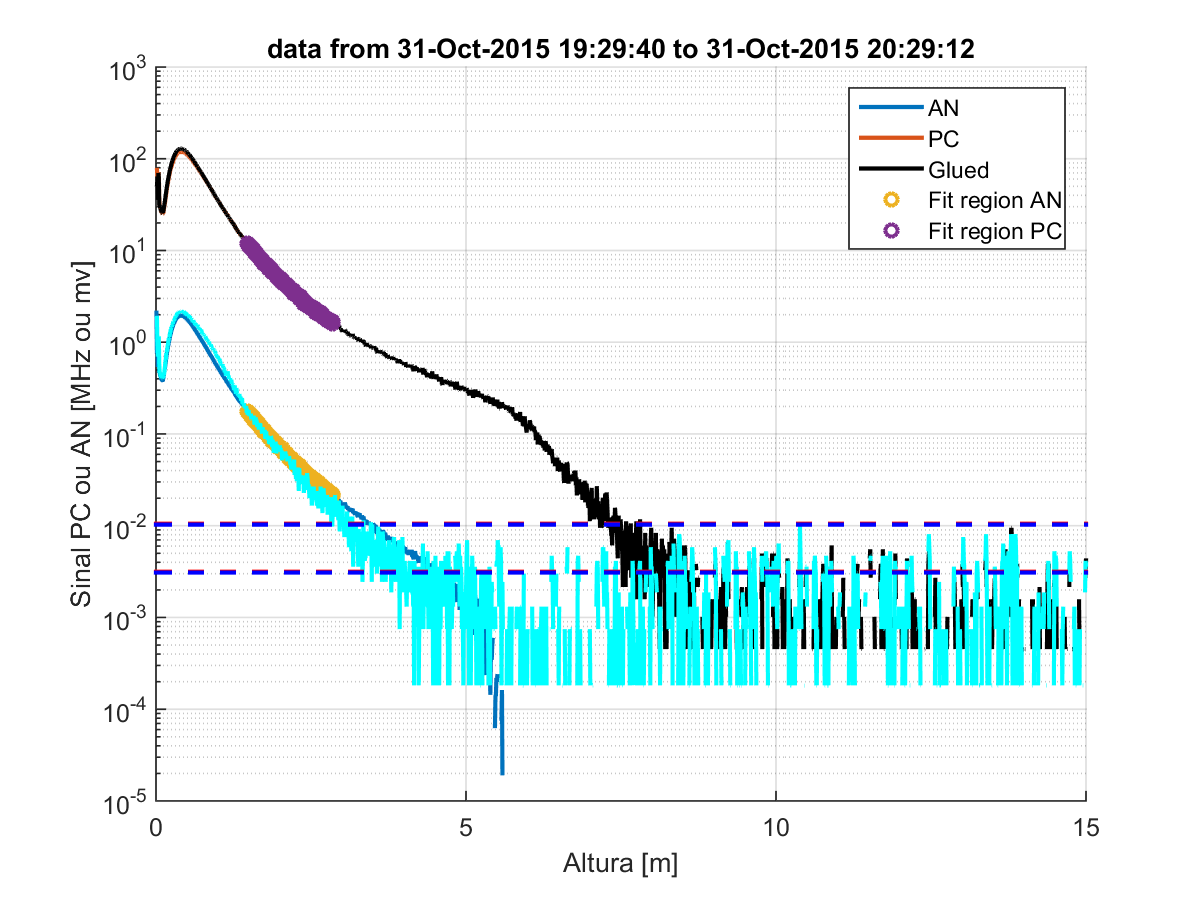 data from 31-Oct-2015 19:29:40 to 31-Oct-2015 20:29:12
AN
PC
Glued
Fit region AN
Fit region PC
Sinal PC ou AN [MHz ou mv]
10^3
10^2
10^1
10^0
10^-1
10^-2
10^-3
10^-4
10^-5
0 5 10 15
Altura [m]